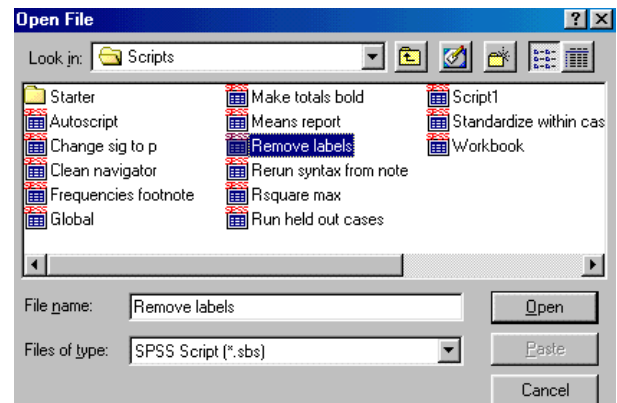 Open File
Look in: Scripts
Starter Make totals bold Script1
Autoscript Means report Standardize within cas
Change sig to p Remove labels Workbook
Clean navigator Rerun syntax from note
Frequencies footnote Rsquare max
Global Run held out cases
File name: Remove labels Open
Files of type: SPSS Script (*.sbs) Paste
Cancel